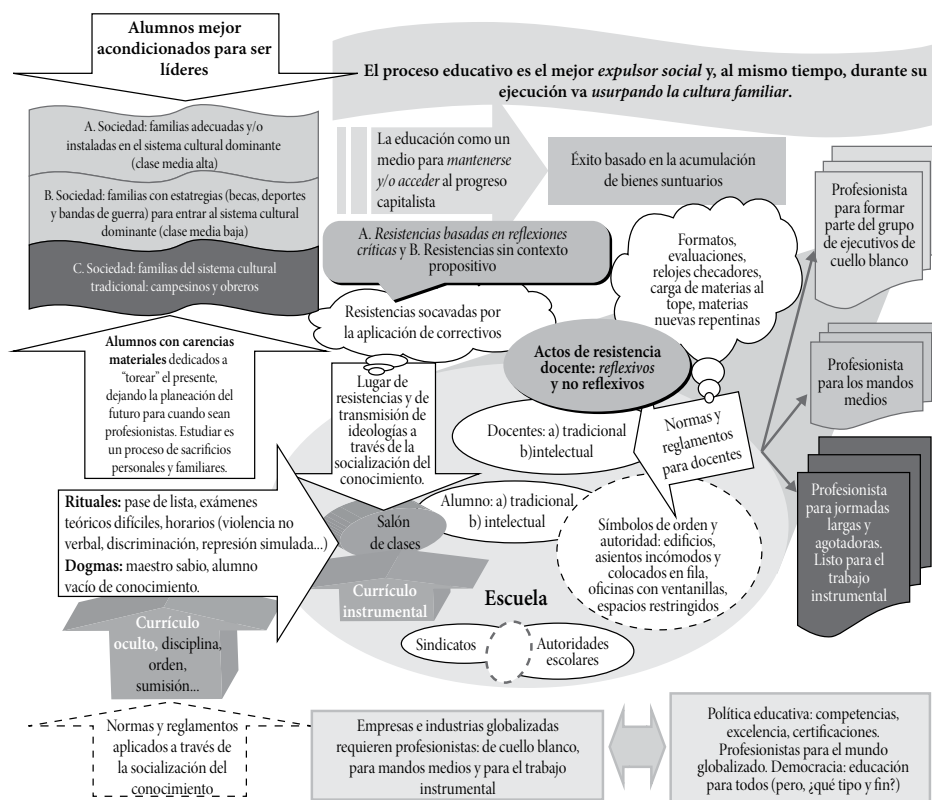 Alumnos mejor
acondicionados para ser
líderes
El proceso educativo es el mejor expulsor social y, al mismo tiempo, durante su
ejecución va usurpando la cultura familiar.
A. Sociedad: familias adecuadas y/o
instaladas en el sistema cultural dominante
(clase media alta)
B. Sociedad: familias con estatregias (becas, deportes
y bandas de guerra) para entrar al sistema cultural
dominante (clase media baja)
C. Sociedad: familias del sistema cultural
tradicional: campesinos y obreros
La educación como un
medio para mantenerse
y/o acceder al progreso
capitalista
Éxito basado en la acumulación
de bienes suntuarios
A. Resistencias basadas en reflexiones
críticas y B. Resistencias sin contexto
propositivo
Resistencias socavadas por
la aplicación de correctivos
Formatos,
evaluaciones,
relojes checadores,
carga de materias al
tope, materias
nuevas repentinas
Profesionista
para formar
parte del grupo
de ejecutivos de
cuello blanco
Profesionista
para los mandos
medios
Profesionista
para jornadas
largas y
agotadoras.
Listo para el
trabajo
instrumental
Alumnos con carencias
materiales dedicados a
"torear" el presente,
dejando la planeación del
futuro para cuando sean
profesionistas. Estudiar es
un proceso de sacrificios
personales y familiares.
Lugar de
resistencias y de
transmisión de
ideologías a
través de la
socialización del
conocimiento.
Actos de resistencia
docente: reflexivos
y no reflexivos
Docentes: a) tradicional
b)intelectual
Normas y
reglamentos
para docentes
Rituales: pase de lista, exámenes
teóricos difíciles, horarios (violencia no
verbal, discriminación, represión simulada...)
Dogmas: maestro sabio, alumno
vacío de conocimiento.
Salón
de clases
Alumno: a) tradicional
b) intelectual
Símbolos de orden y
autoridad: edificios,
asientos incómodos y
colocados en fila,
oficinas con ventanillas,
espacios restringidos
Currículo
instrumental
Escuela
Currículo
oculto, disciplina,
orden,
sumisión...
Sindicatos
Autoridades
escolares
Normas y reglamentos
aplicados a través de
la socialización del
conocimiento
Empresas e industrias globalizadas
requieren profesionistas: de cuello blanco,
para mandos medios y para el trabajo
instrumental
Política educativa: competencias,
excelencia, certificaciones.
Profesionistas para el mundo
globalizado. Democracia: educación
para todos (pero, ¿qué tipo y fin?)